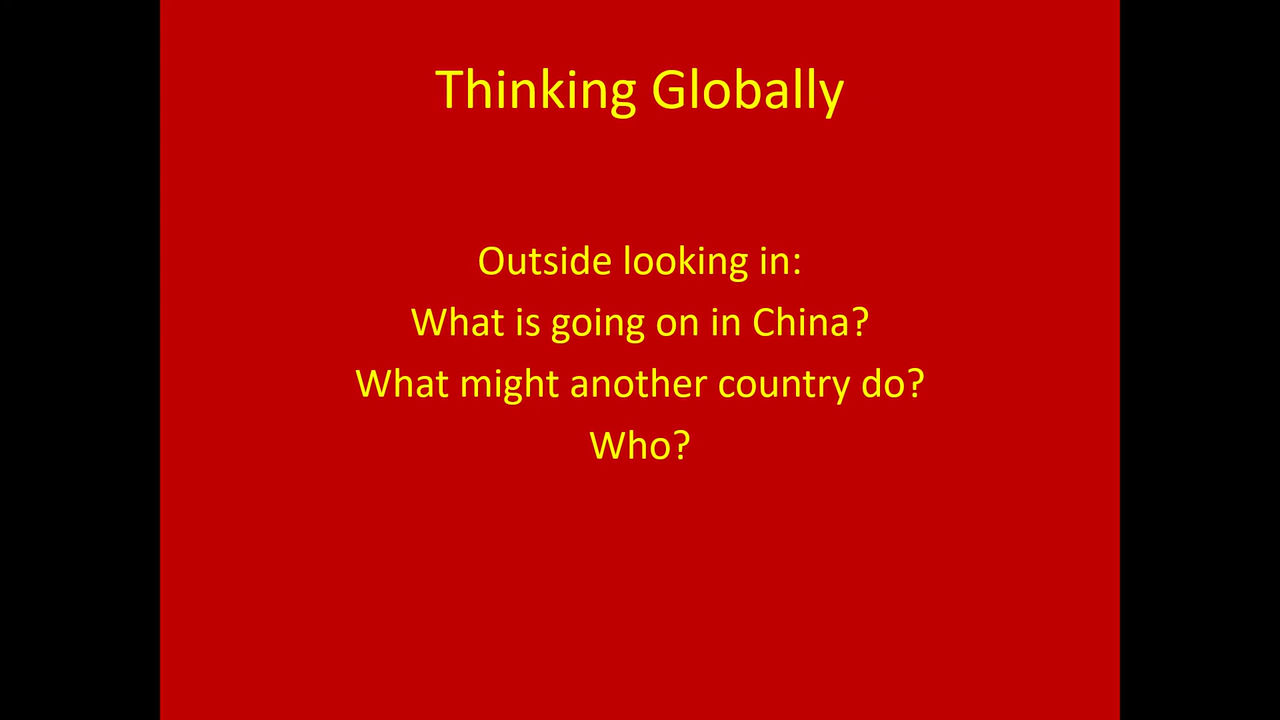 Thinking Globally
Outside looking in:
What is going on in China?
What might another country do?
Who?